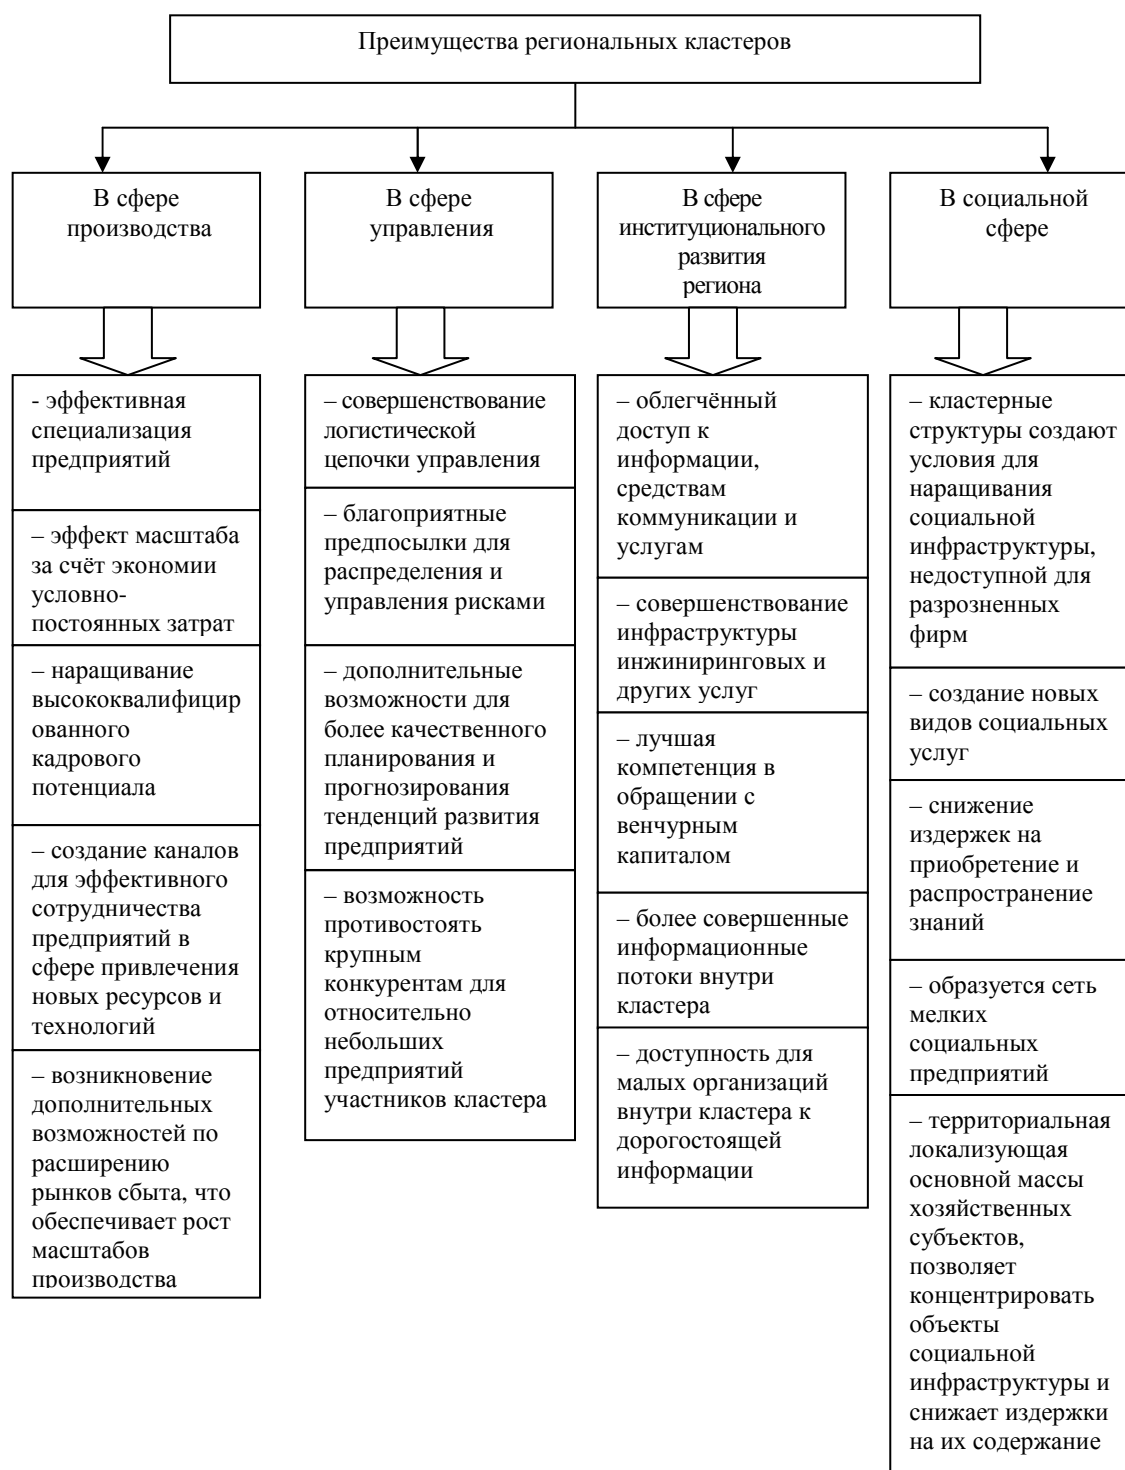 Преимущества региональных кластеров
В сфере
производства
В сфере
управления
В сфере
институционального
развития
региона
В социальной
сфере
- эффективная
специализация
предприятий
– эффект масштаба
за счёт экономии
условно-
постоянных затрат
– наращивание
высококвалифицир
ованного
кадрового
потенциала
– создание каналов
для эффективного
сотрудничества
предприятий в
сфере привлечения
новых ресурсов и
технологий
– возникновение
дополнительных
возможностей по
расширению
рынков сбыта, что
обеспечивает рост
масштабов
производства
– совершенствование
логистической
цепочки управления
– благоприятные
предпосылки для
распределения и
управления рисками
– дополнительные
возможности для
более качественного
планирования и
прогнозирования
тенденций развития
предприятий
– возможность
противостоять
крупным
конкурентам для
относительно
небольших
предприятий
участников кластера
– облегчённый
доступ к
информации,
средствам
коммуникации и
услугам
– совершенствование
инфраструктуры
инжиниринговых и
других услуг
– лучшая
компетенция в
обращении с
венчурным
капиталом
– более совершенные
информационные
потоки внутри
кластера
– доступность для
малых организаций
внутри кластера к
дорогостоящей
информации
– кластерные
структуры создают
условия для
наращивания
социальной
инфраструктуры,
недоступной для
разрозненных
фирм
– создание новых
видов социальных
услуг
– снижение
издержек на
приобретение и
распространение
знаний
– образуется сеть
мелких
социальных
предприятий
– территориальная
локализующая
основной массы
хозяйственных
субъектов,
позволяет
концентрировать
объекты
социальной
инфраструктуры и
снижает издержки
на их содержание